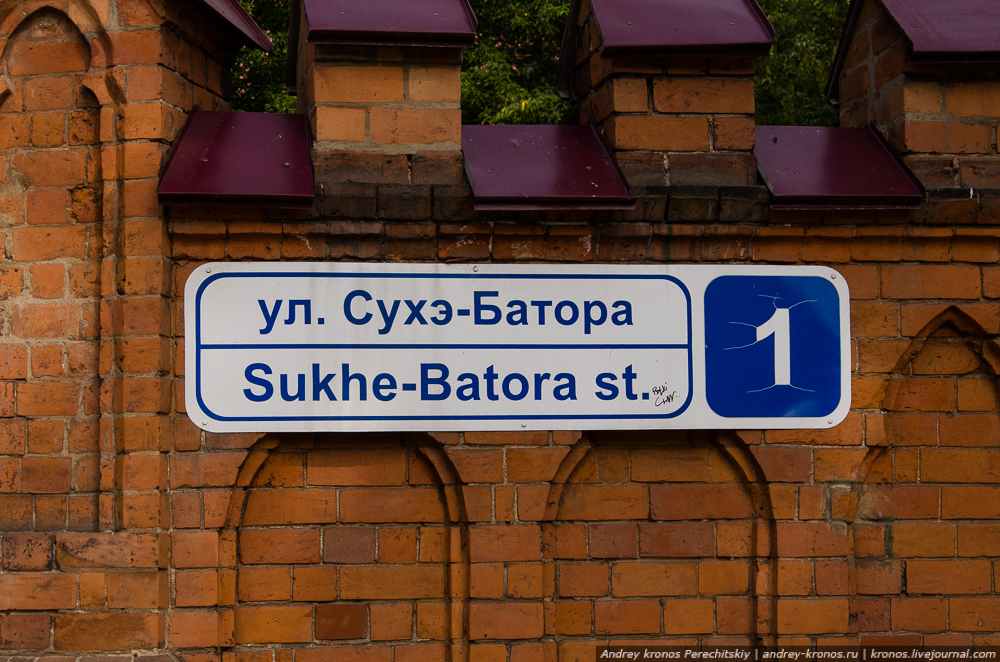 ул. Сухэ-Батора
Sukhe-Batora st.
1
Andrey kronos Perechitskiy | andrey-kronos.ru | kronos.livejournal.com